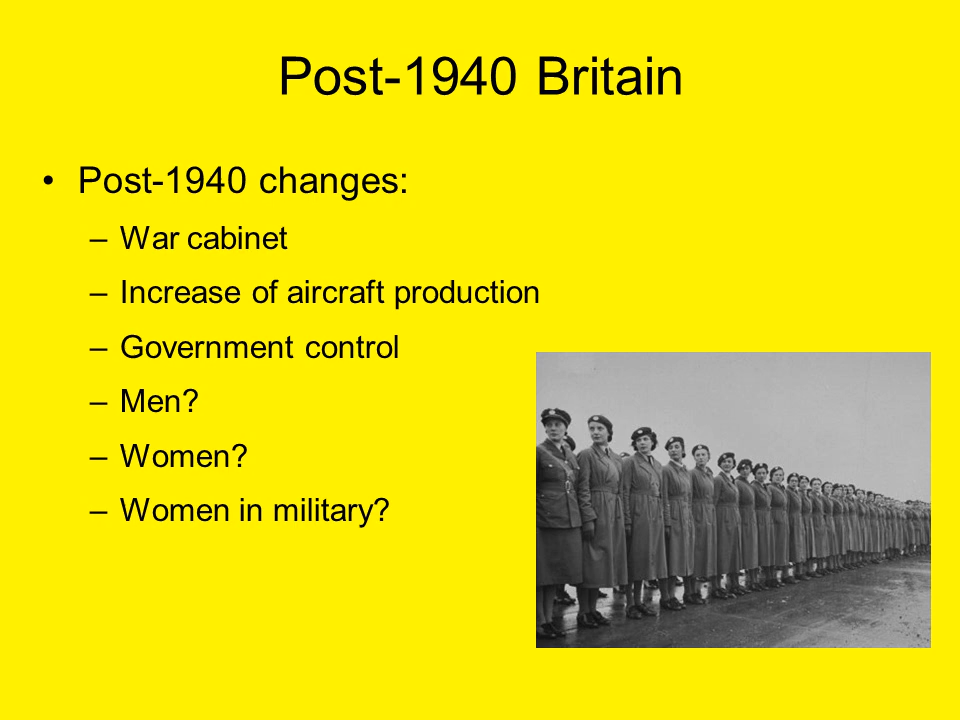 Post-1940 Britain
• Post-1940 changes:
– War cabinet
– Increase of aircraft production
– Government control
– Men?
– Women?
– Women in military?